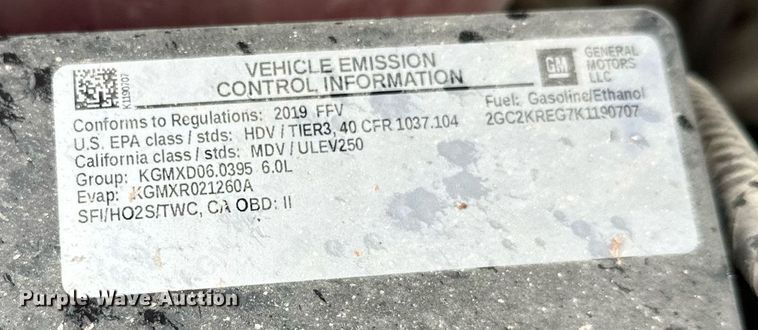 VEHICLE EMISSION
CONTROL INFORMATION
GM
GENERAL
MOTORS
LLC
K1190707
Conforms to Regulations: 2019 FFV
Fuel: Gasoline/Ethanol
U.S. EPA class / stds: HDV / TIER3, 40 CFR 1037.104
2GC2KREG7K1190707
California class / stds: MDV / ULEV250
Group: KGMXD06.0395 6.0L
Evap: KGMXR021260A
SFI/HO2S/TWC, CA OBD: II
Purple Wave Auction